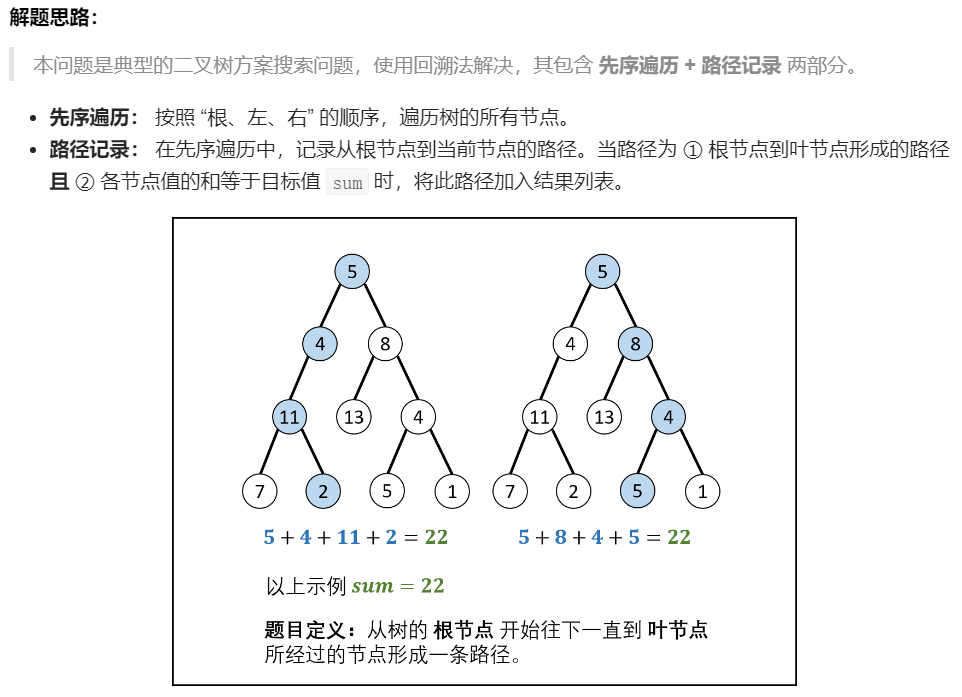 解题思路：
本问题是典型的二叉树方案搜索问题，使用回溯法解决，其包含 先序遍历 + 路径记录 两部分。
• 先序遍历： 按照 “根、左、右” 的顺序，遍历树的所有节点。
• 路径记录： 在先序遍历中，记录从根节点到当前节点的路径。当路径为 ① 根节点到叶节点形成的路径
且 ② 各节点值的和等于目标值 sum 时，将此路径加入结果列表。
5 5
4 8 4 8
11 13 4 11 13 4
7 2 5 1 7 2 5 1
5 + 4 + 11 + 2 = 22 5 + 8 + 4 + 5 = 22
以上示例 sum = 22
题目定义：从树的 根节点 开始往下一直到 叶节点
所经过的节点形成一条路径。